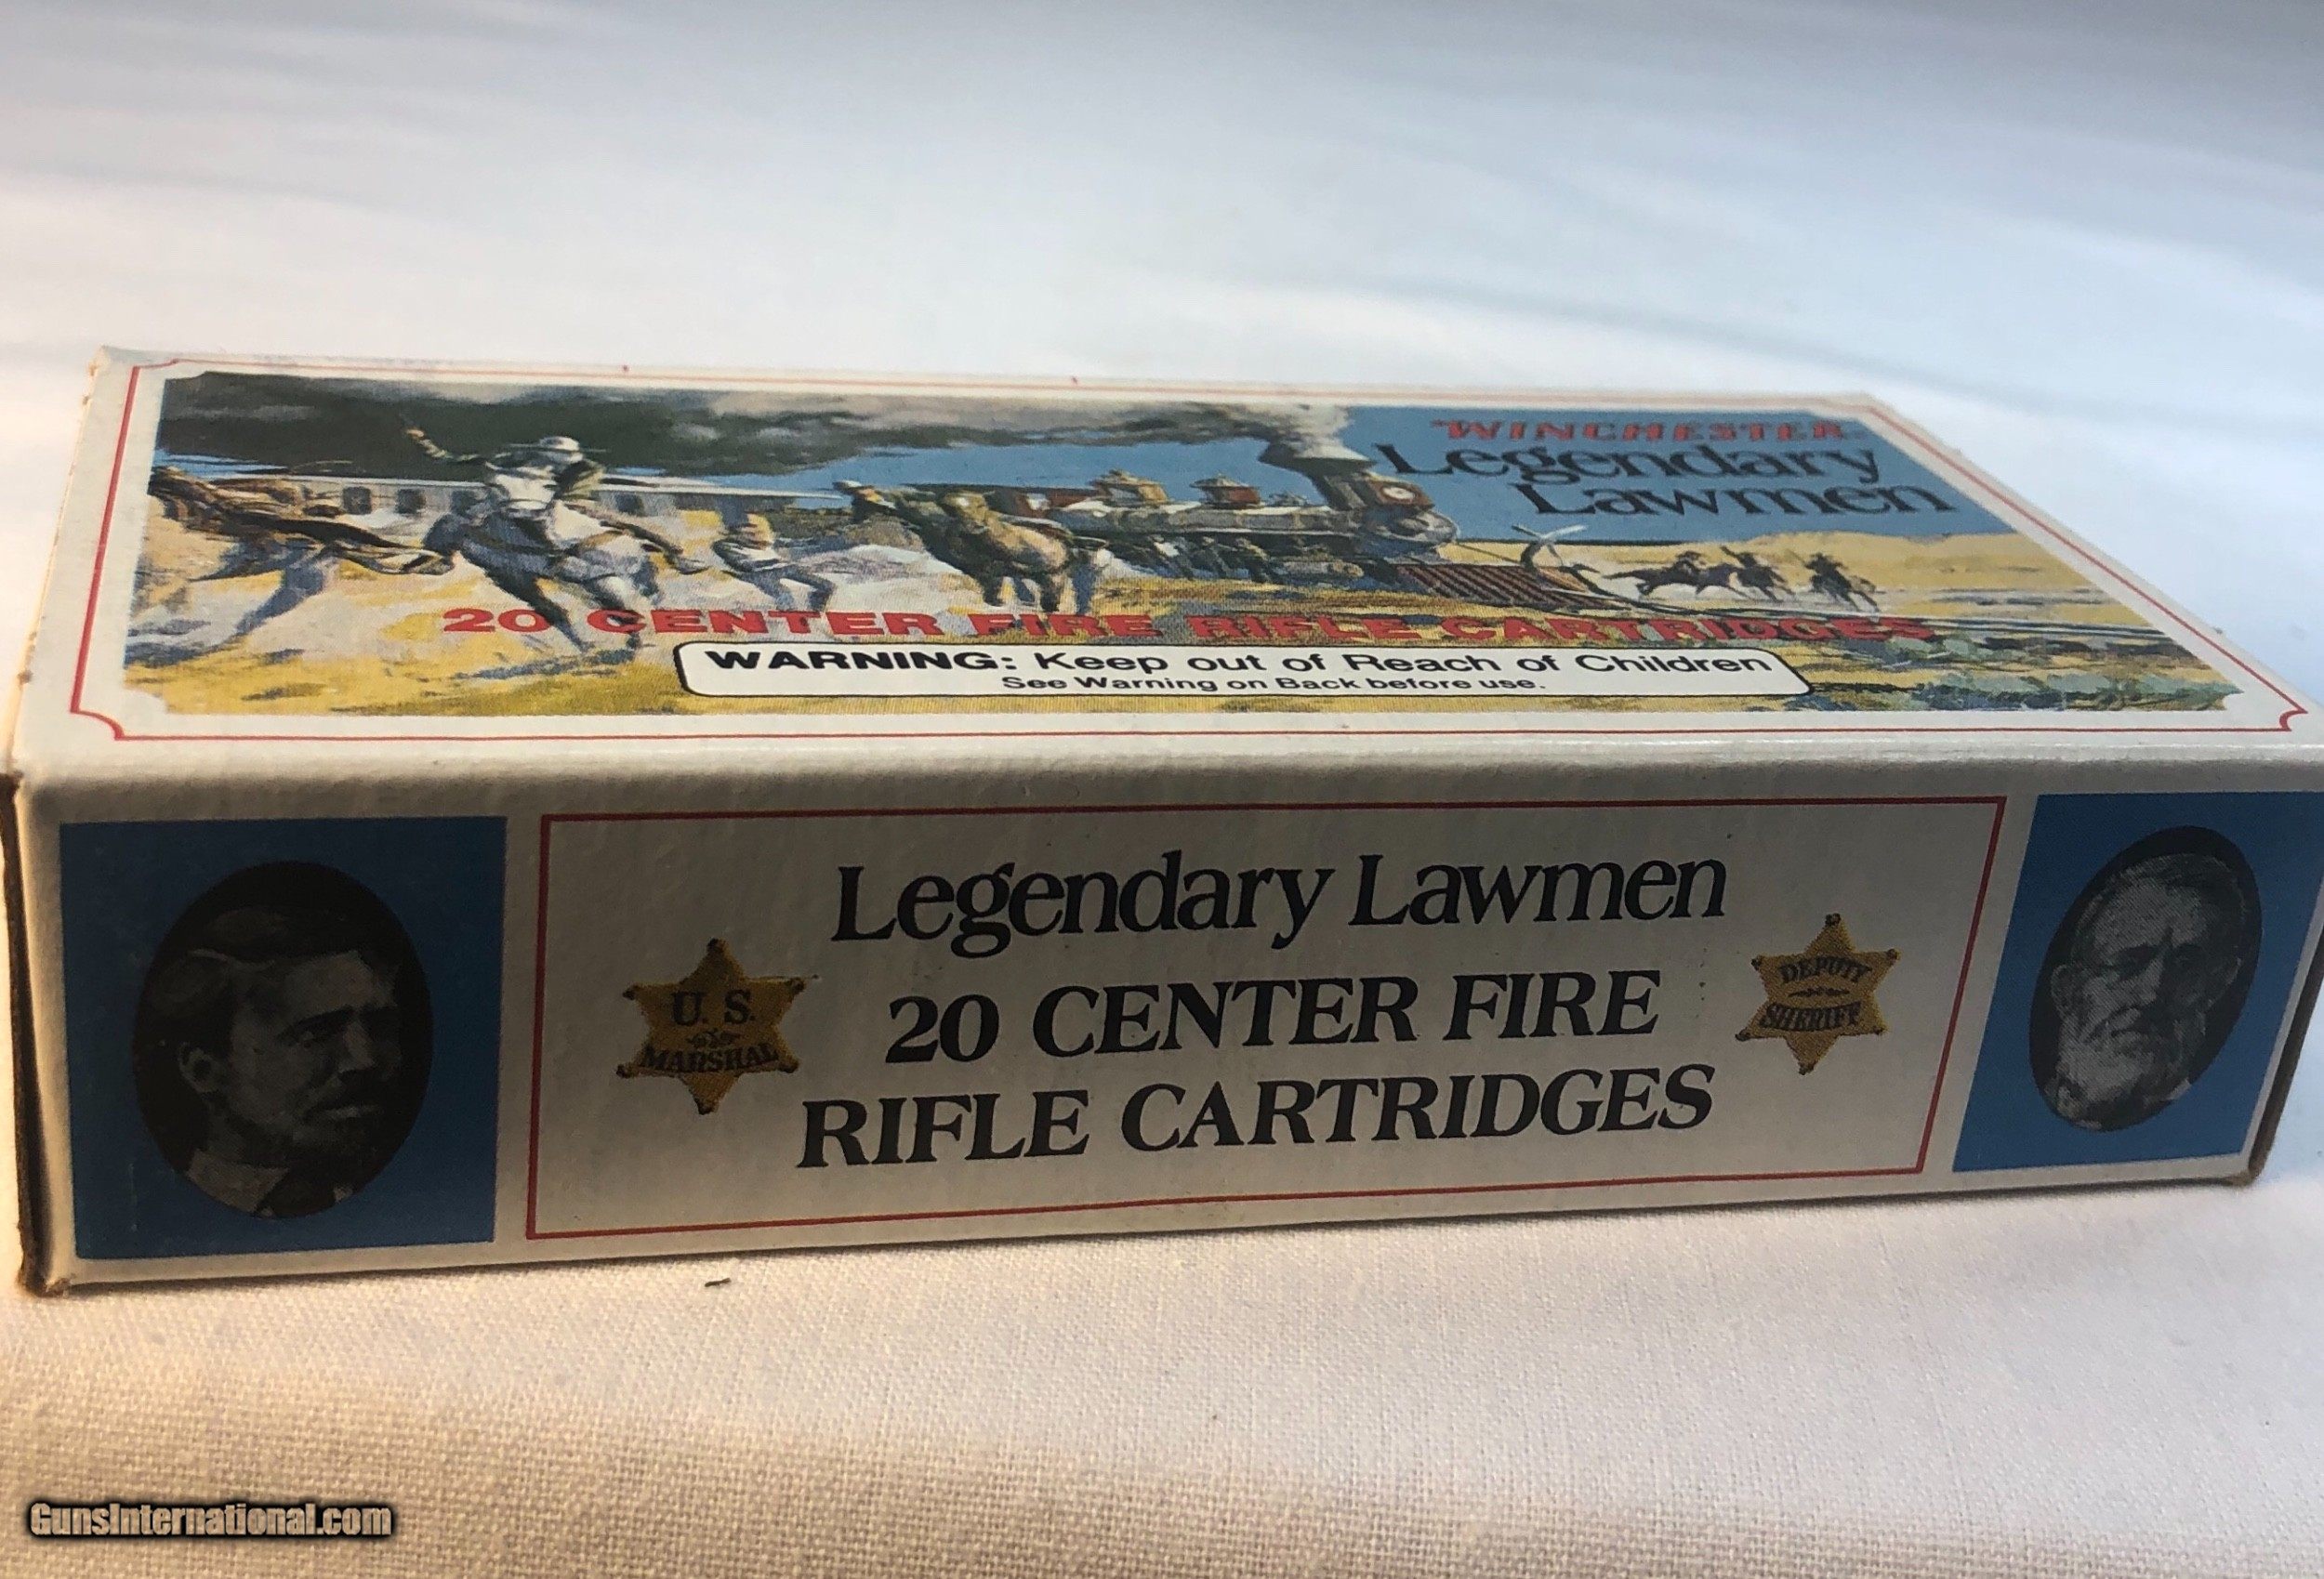 WINCHESTER
Legendary
Lawmen
20 CENTER FIRE RIFLE CARTRIDGES
WARNING: Keep out of Reach of Children
See Warning on Back before use.
Legendary Lawmen
20 CENTER FIRE
RIFLE CARTRIDGES
U. S.
MARSHAL
DEPUTY
SHERIFF
GunsInternational.com